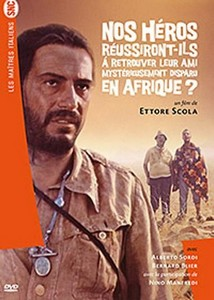 NOS HÉROS
RÉUSSIRONT-ILS
À RETROUVER LEUR AMI
MYSTÉRIEUSEMENT DISPARU
EN AFRIQUE ?
un film de
ETTORE SCOLA
LES MAÎTRES ITALIENS
SNC
avec
ALBERTO SORDI
BERNARD BLIER
avec la participation de
NINO MANFREDI
DVD